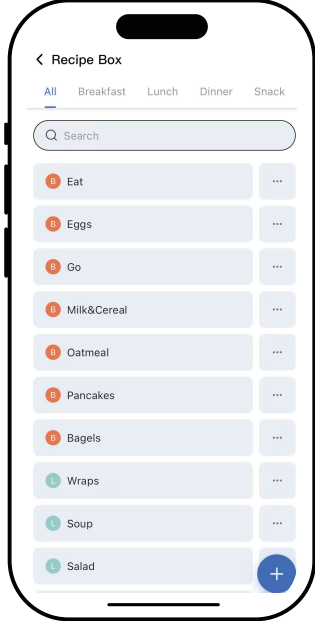 Recipe Box
All Breakfast Lunch Dinner Snack
Search
B Eat ...
B Eggs ...
B Go ...
B Milk&Cereal ...
B Oatmeal ...
B Pancakes ...
B Bagels ...
L Wraps ...
L Soup ...
L Salad
+